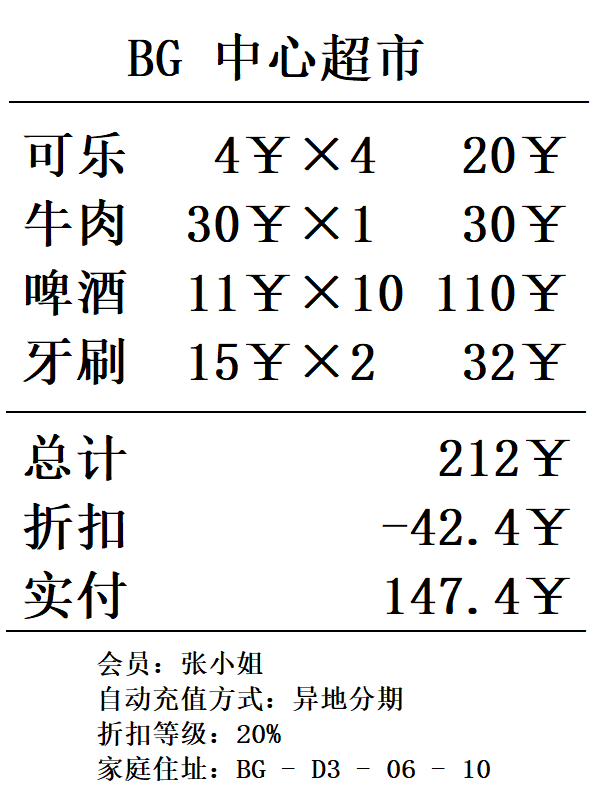 BG 中心超市
可乐 4￥×4 20￥
牛肉 30￥×1 30￥
啤酒 11￥×10 110￥
牙刷 15￥×2 32￥
总计 212￥
折扣 -42.4￥
实付 147.4￥
会员：张小姐
自动充值方式：异地分期
折扣等级：20%
家庭住址：BG - D3 - 06 - 10